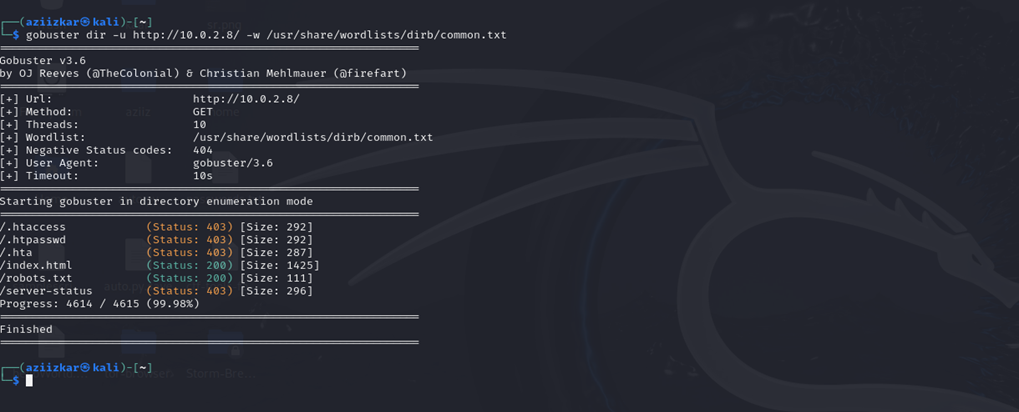 (aziizkar㉿kali)-[~]
$ gobuster dir -u http://10.0.2.8/ -w /usr/share/wordlists/dirb/common.txt
===============================================================
Gobuster v3.6
by OJ Reeves (@TheColonial) & Christian Mehlmauer (@firefart)
===============================================================
[+] Url: http://10.0.2.8/
[+] Method: GET
[+] Threads: 10
[+] Wordlist: /usr/share/wordlists/dirb/common.txt
[+] Negative Status codes: 404
[+] User Agent: gobuster/3.6
[+] Timeout: 10s
===============================================================
Starting gobuster in directory enumeration mode
===============================================================
/.htaccess (Status: 403) [Size: 292]
/.htpasswd (Status: 403) [Size: 292]
/.hta (Status: 403) [Size: 287]
/index.html (Status: 200) [Size: 1425]
/robots.txt (Status: 200) [Size: 111]
/server-status (Status: 403) [Size: 296]
Progress: 4614 / 4615 (99.98%)
===============================================================
Finished
===============================================================
(aziizkar㉿kali)-[~]
$
Storm-Bre...